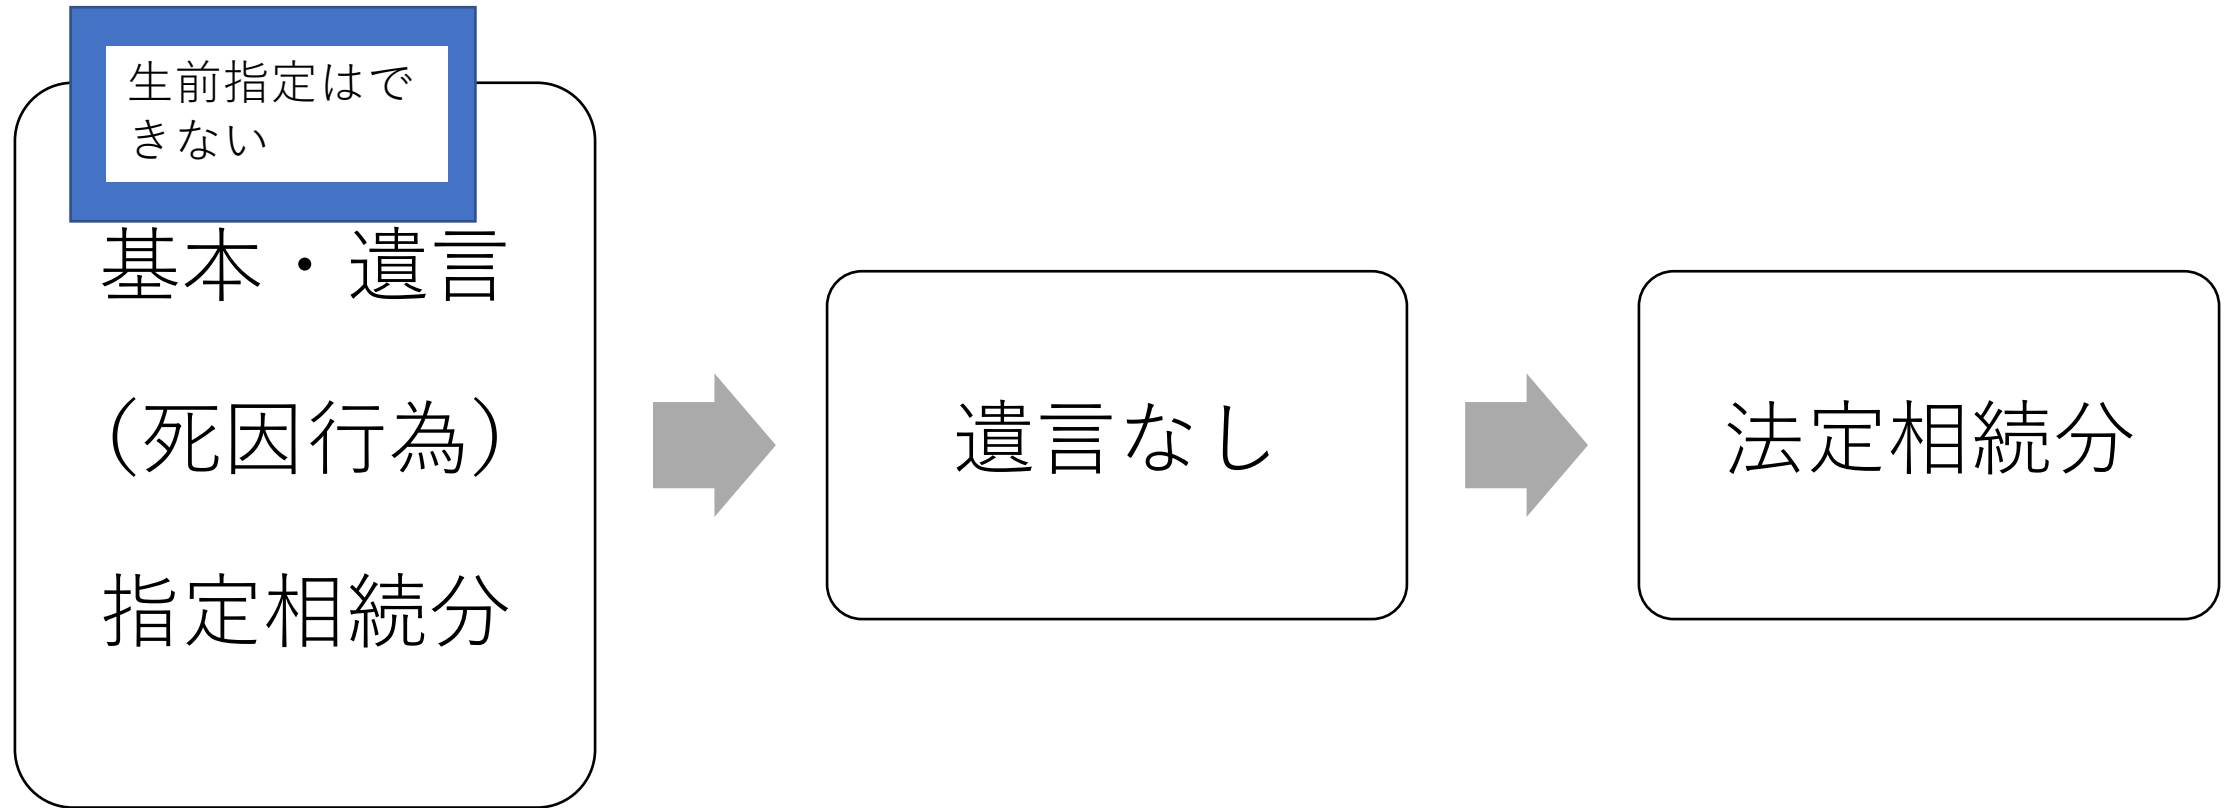 生前指定はで
きない
基本・遺言
（死因行為）
指定相続分
遺言なし
法定相続分